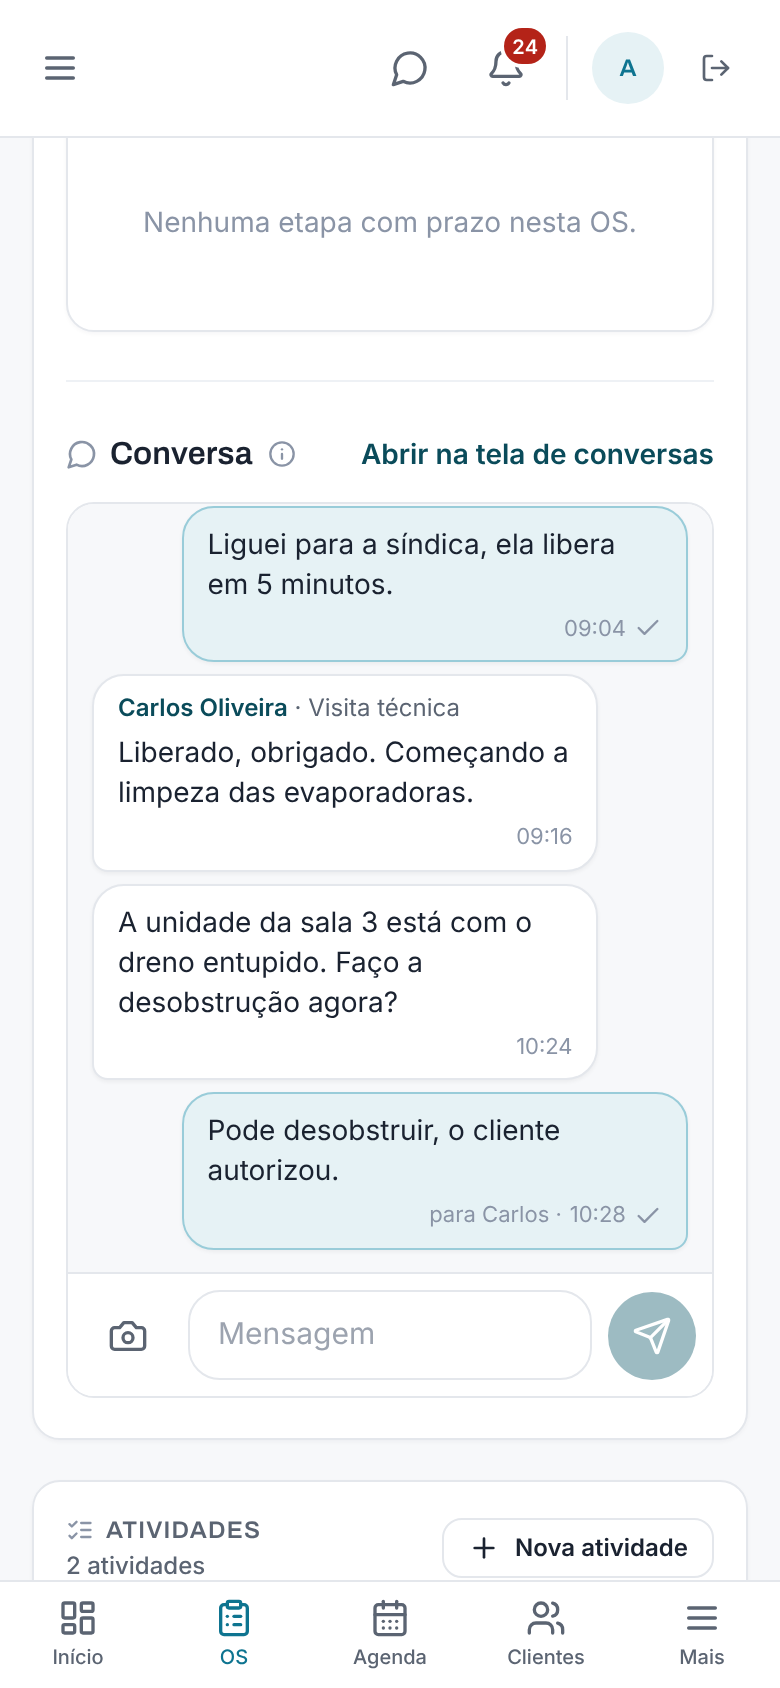 24
A
Nenhuma etapa com prazo nesta OS.
Conversa
Abrir na tela de conversas
Liguei para a síndica, ela libera
em 5 minutos.
09:04
Carlos Oliveira · Visita técnica
Liberado, obrigado. Começando a
limpeza das evaporadoras.
09:16
A unidade da sala 3 está com o
dreno entupido. Faço a
desobstrução agora?
10:24
Pode desobstruir, o cliente
autorizou.
para Carlos · 10:28
Mensagem
ATIVIDADES
2 atividades
Nova atividade
Início
OS
Agenda
Clientes
Mais